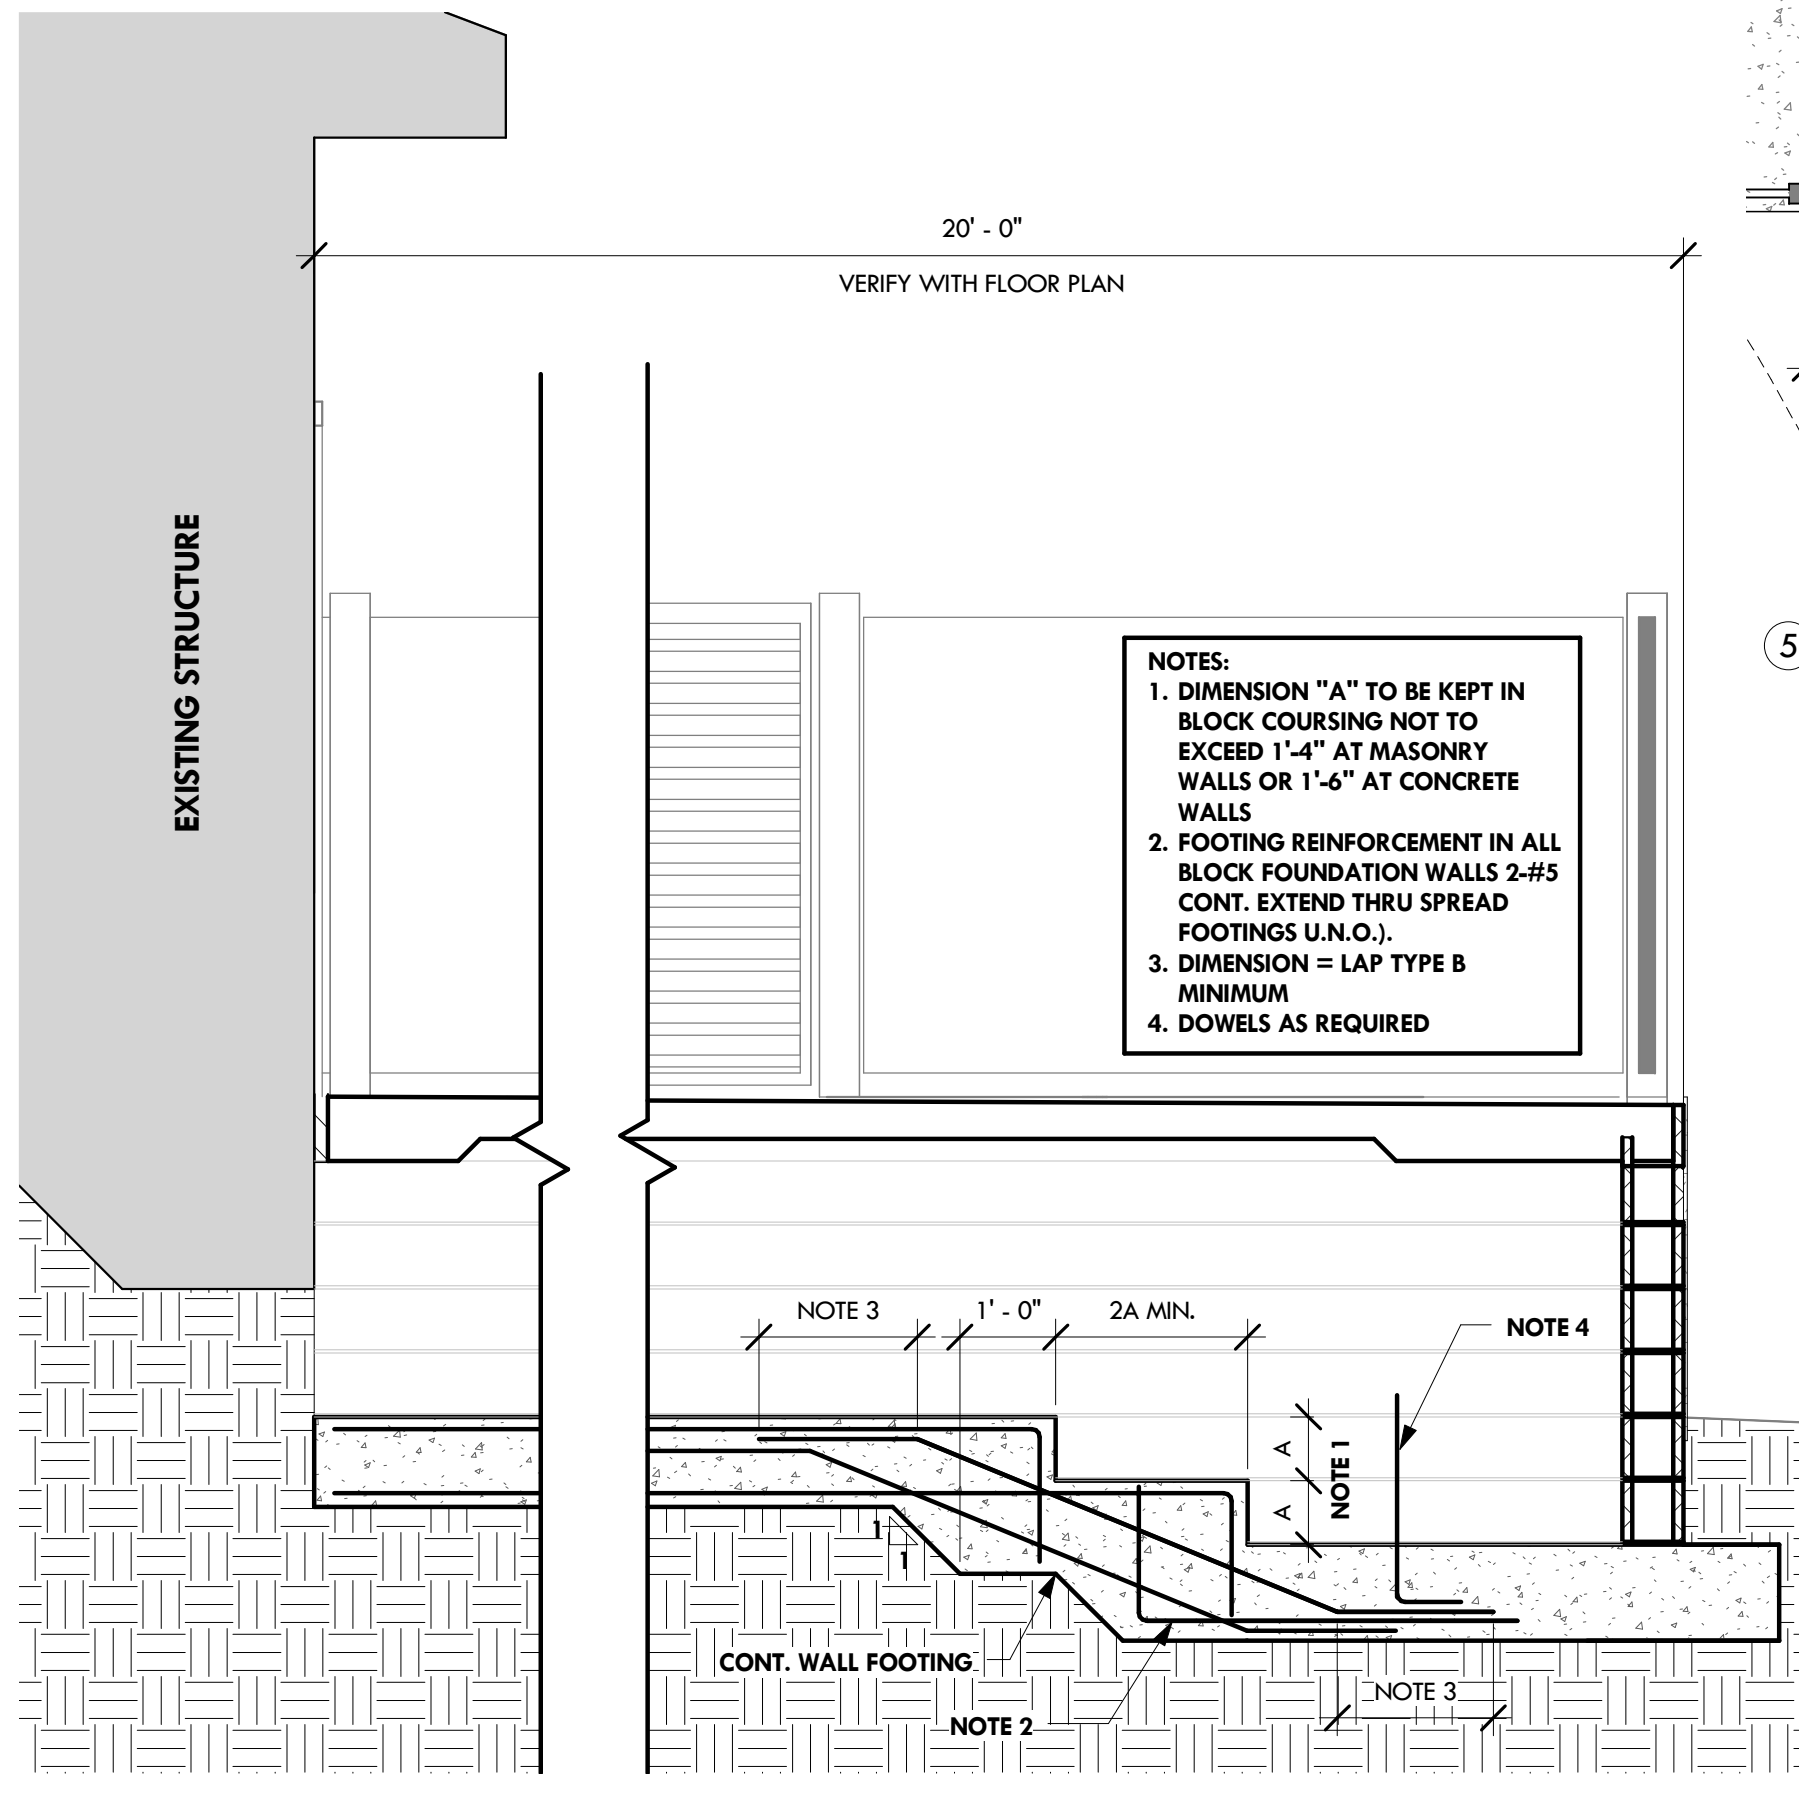 20' - 0"
VERIFY WITH FLOOR PLAN
EXISTING STRUCTURE
5
NOTES:
1. DIMENSION "A" TO BE KEPT IN
BLOCK COURSING NOT TO
EXCEED 1'-4" AT MASONRY
WALLS OR 1'-6" AT CONCRETE
WALLS
2. FOOTING REINFORCEMENT IN ALL
BLOCK FOUNDATION WALLS 2-#5
CONT. EXTEND THRU SPREAD
FOOTINGS U.N.O.).
3. DIMENSION = LAP TYPE B
MINIMUM
4. DOWELS AS REQUIRED
NOTE 3
1' - 0"
2A MIN.
NOTE 4
A
A
NOTE 1
1
1
CONT. WALL FOOTING
NOTE 3
NOTE 2